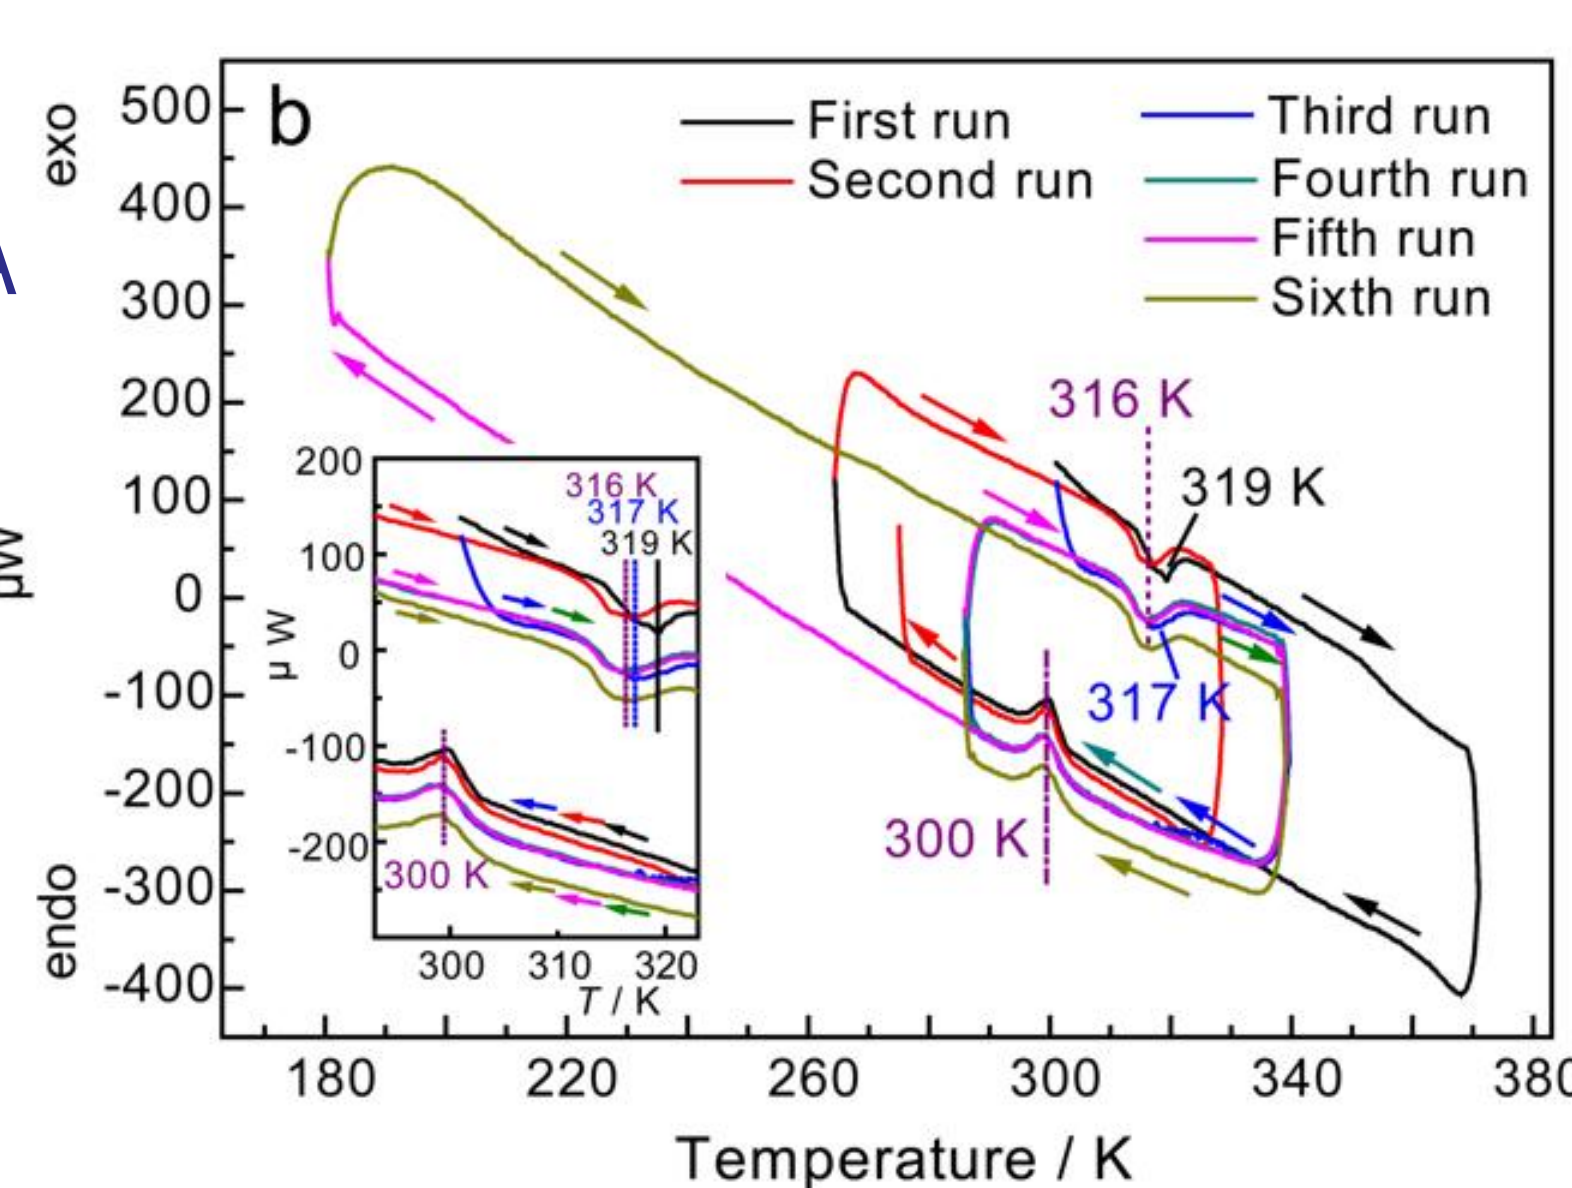 b
First run
Second run
Third run
Fourth run
Fifth run
Sixth run
exo
endo
µW
500
400
300
200
100
0
-100
-200
-300
-400
316 K
319 K
317 K
300 K
200
100
0
-100
-200
µ W
316 K
317 K
319 K
300 K
300 310 320
T / K
180 220 260 300 340 380
Temperature / K